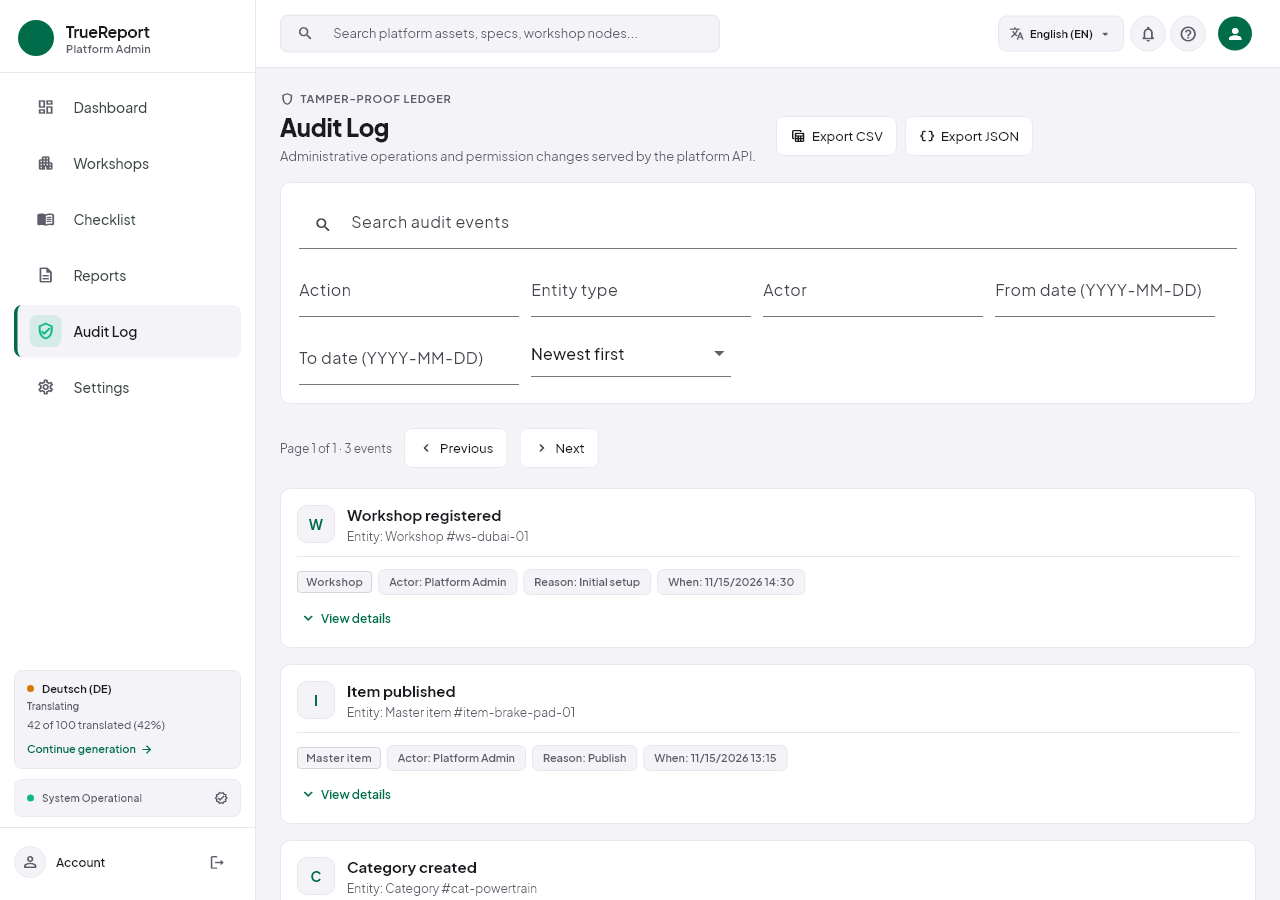 TrueReport
Platform Admin
Search platform assets, specs, workshop nodes...
English (EN)
Dashboard
Workshops
Checklist
Reports
Audit Log
Settings
Deutsch (DE)
Translating
42 of 100 translated (42%)
Continue generation →
System Operational
Account
TAMPER-PROOF LEDGER
Audit Log
Administrative operations and permission changes served by the platform API.
Export CSV
Export JSON
Search audit events
Action
Entity type
Actor
From date (YYYY-MM-DD)
To date (YYYY-MM-DD)
Newest first
Page 1 of 1 · 3 events
Previous
Next
W
Workshop registered
Entity: Workshop #ws-dubai-01
Workshop
Actor: Platform Admin
Reason: Initial setup
When: 11/15/2026 14:30
View details
I
Item published
Entity: Master item #item-brake-pad-01
Master item
Actor: Platform Admin
Reason: Publish
When: 11/15/2026 13:15
View details
C
Category created
Entity: Category #cat-powertrain